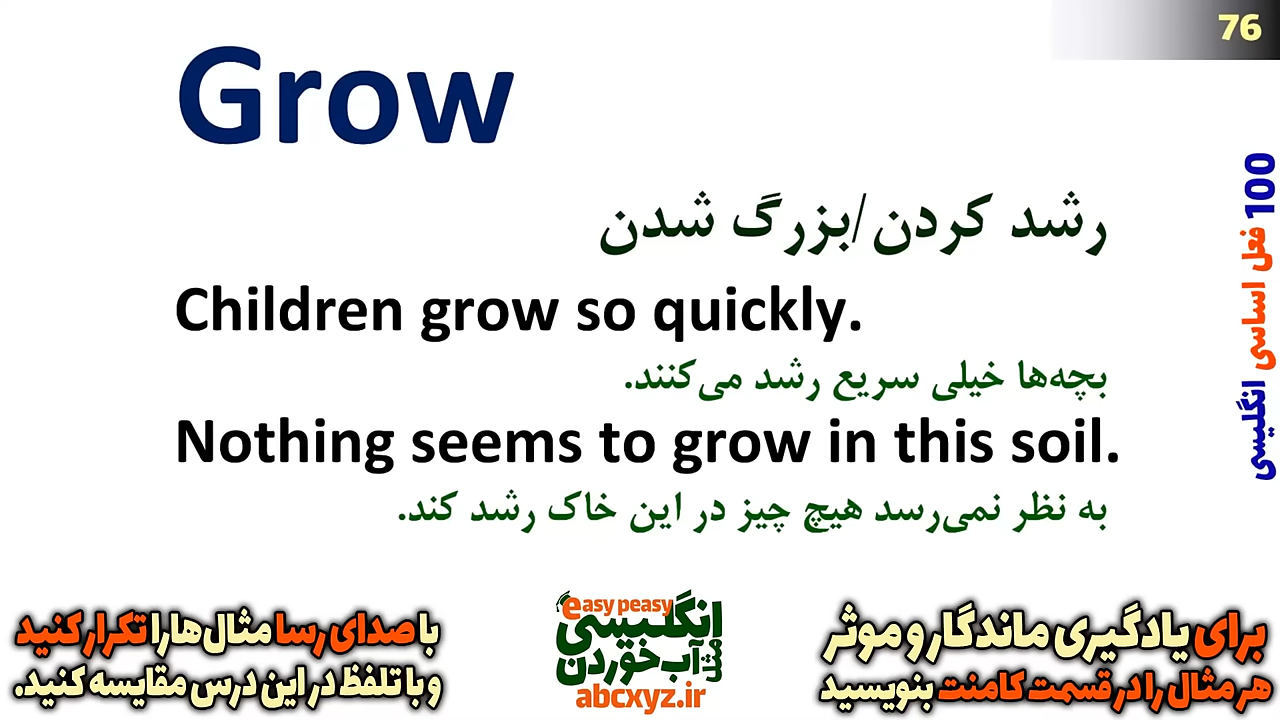 76
Grow
رشد کردن/بزرگ شدن
Children grow so quickly.
بچه‌ها خیلی سریع رشد می‌کنند.
Nothing seems to grow in this soil.
به نظر نمی‌رسد هیچ چیز در این خاک رشد کند.
100 فعل اساسی انگلیسی
برای یادگیری ماندگار و موثر
هر مثال را در قسمت کامنت بنویسید
easy peasy
انگلیسی
مثل آب خوردن
abcxyz.ir
با صدای رسا مثال‌ها را تکرار کنید
و با تلفظ در این درس مقایسه کنید.